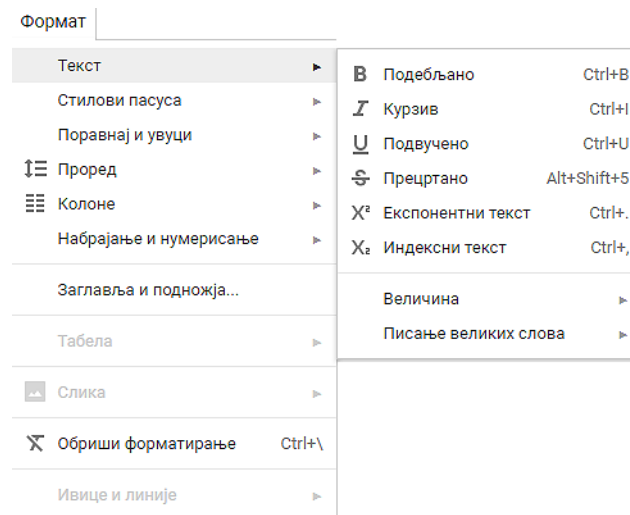 Формат
Текст
Стилови пасуса
Поравнај и увуци
Проред
Колоне
Набрајање и нумерисање
Заглавља и подножја...
Табела
Слика
Обриши форматирање Ctrl+\
Ивице и линије
B Подебљано Ctrl+B
I Курзив Ctrl+I
U Подвучено Ctrl+U
S Прецртано Alt+Shift+5
X² Експонентни текст Ctrl+.
X₂ Индексни текст Ctrl+,
Величина
Писање великих слова